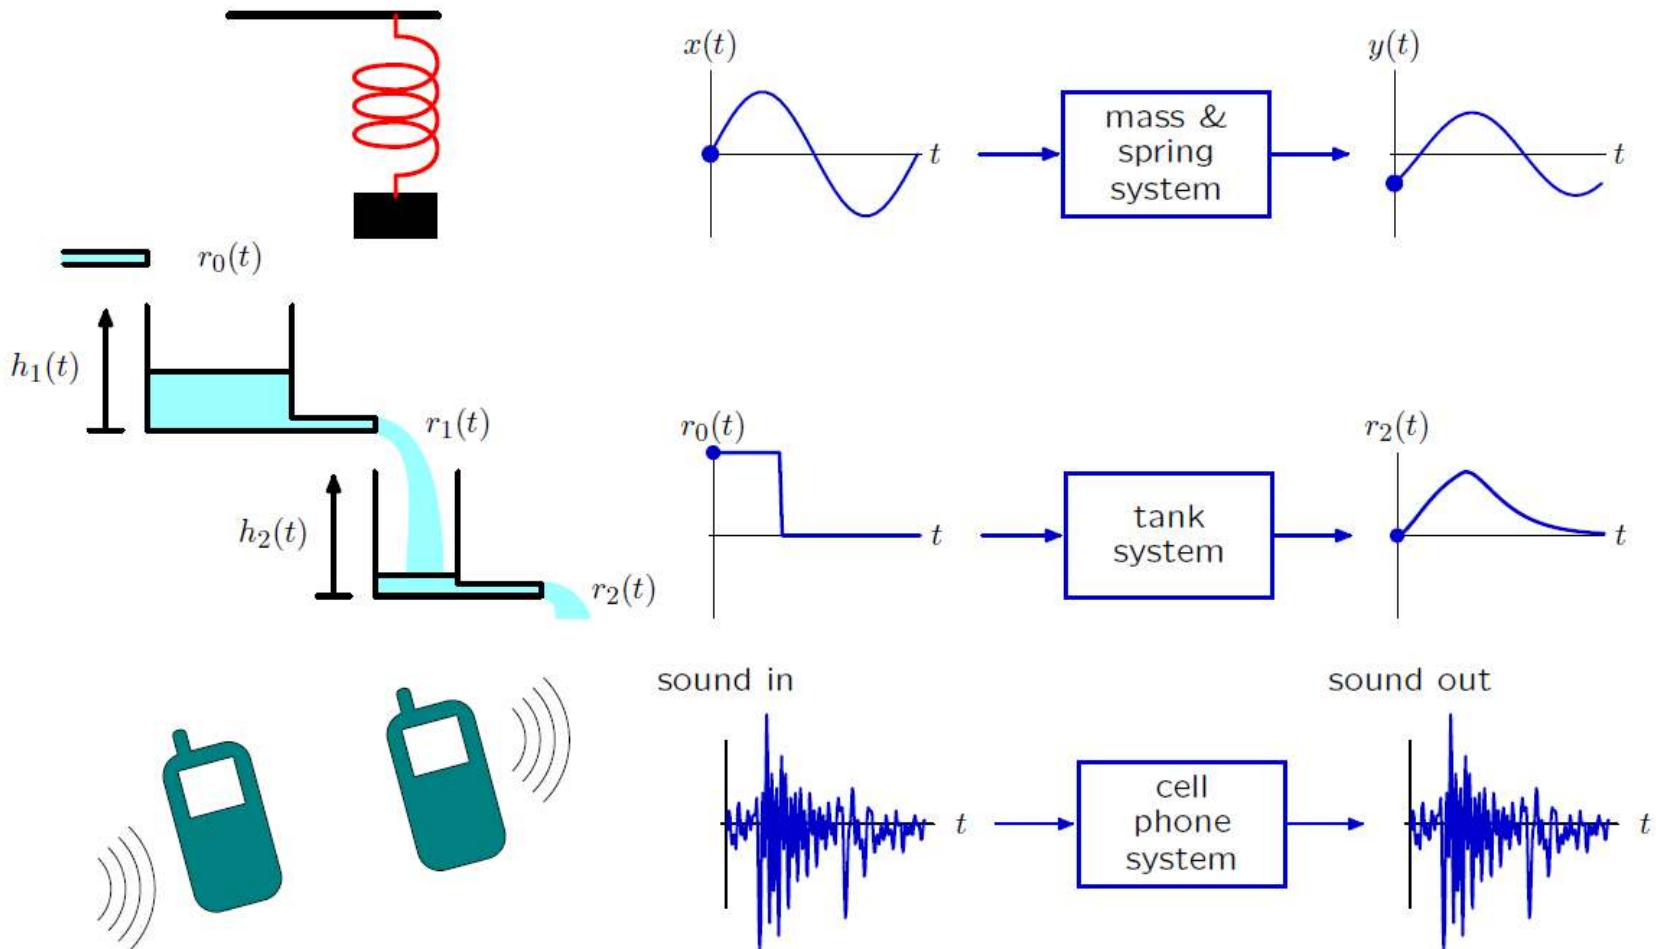 x(t)
t
mass &
spring
system
y(t)
t
r₀(t)
h₁(t)
r₁(t)
h₂(t)
r₂(t)
r₀(t)
t
tank
system
r₂(t)
t
sound in
t
cell
phone
system
sound out
t